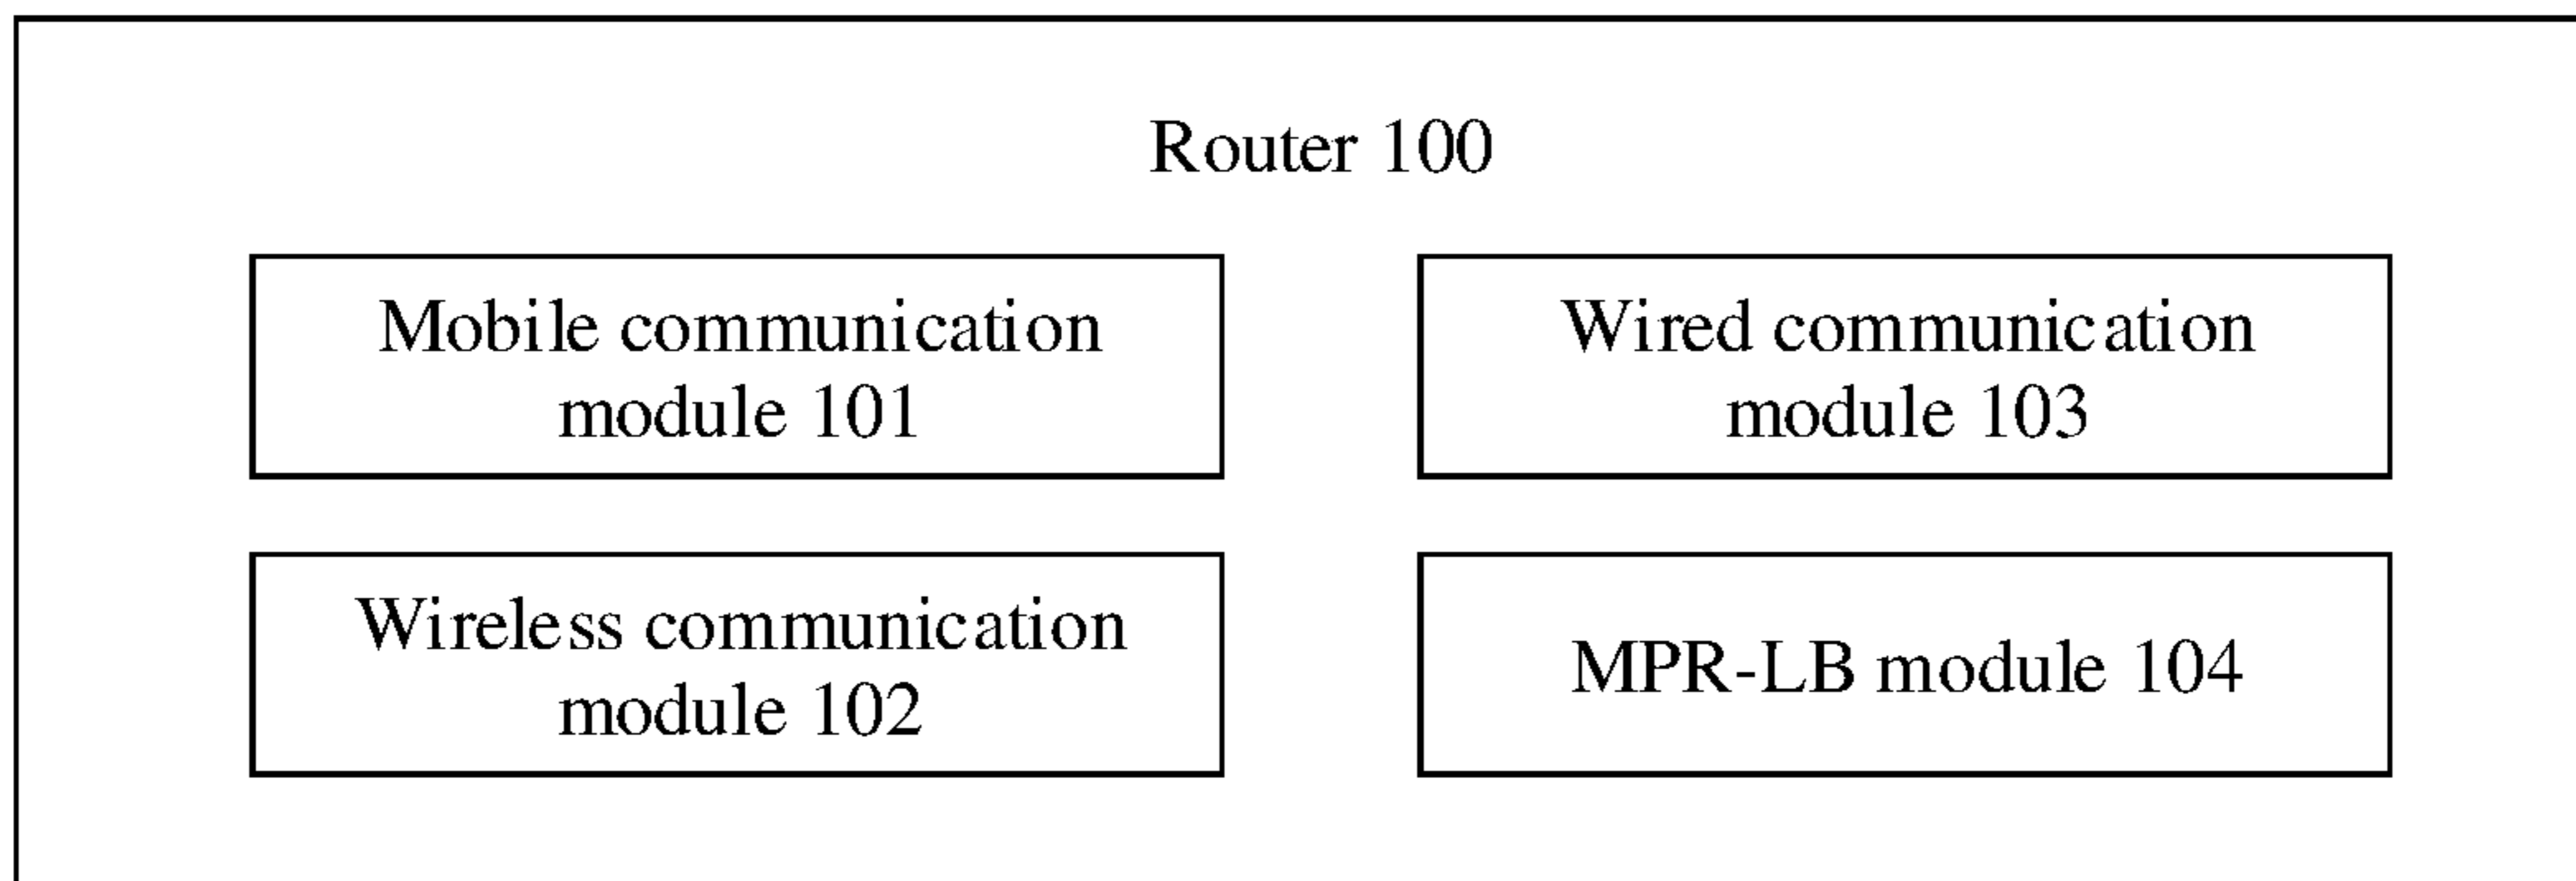 Router 100
Mobile communication
module 101
Wired communication
module 103
Wireless communication
module 102
MPR-LB module 104